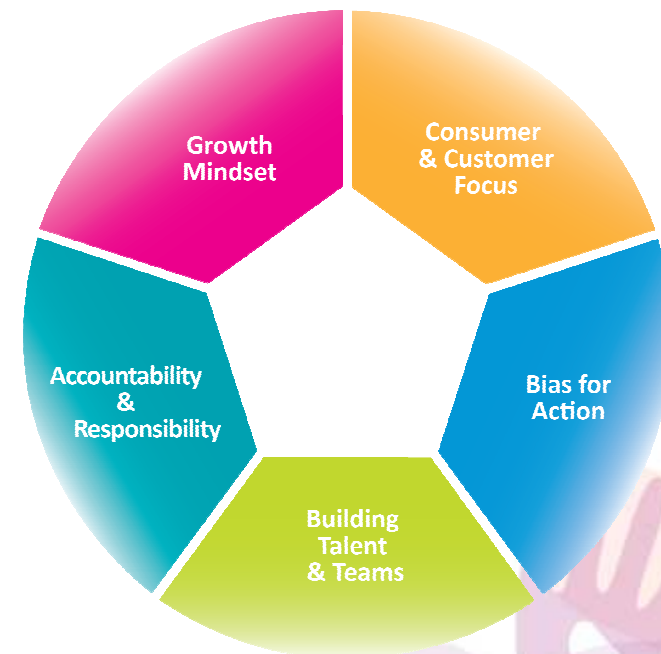 Growth
Mindset
Consumer
& Customer
Focus
Accountability
&
Responsibility
Bias for
Action
Building
Talent
& Teams